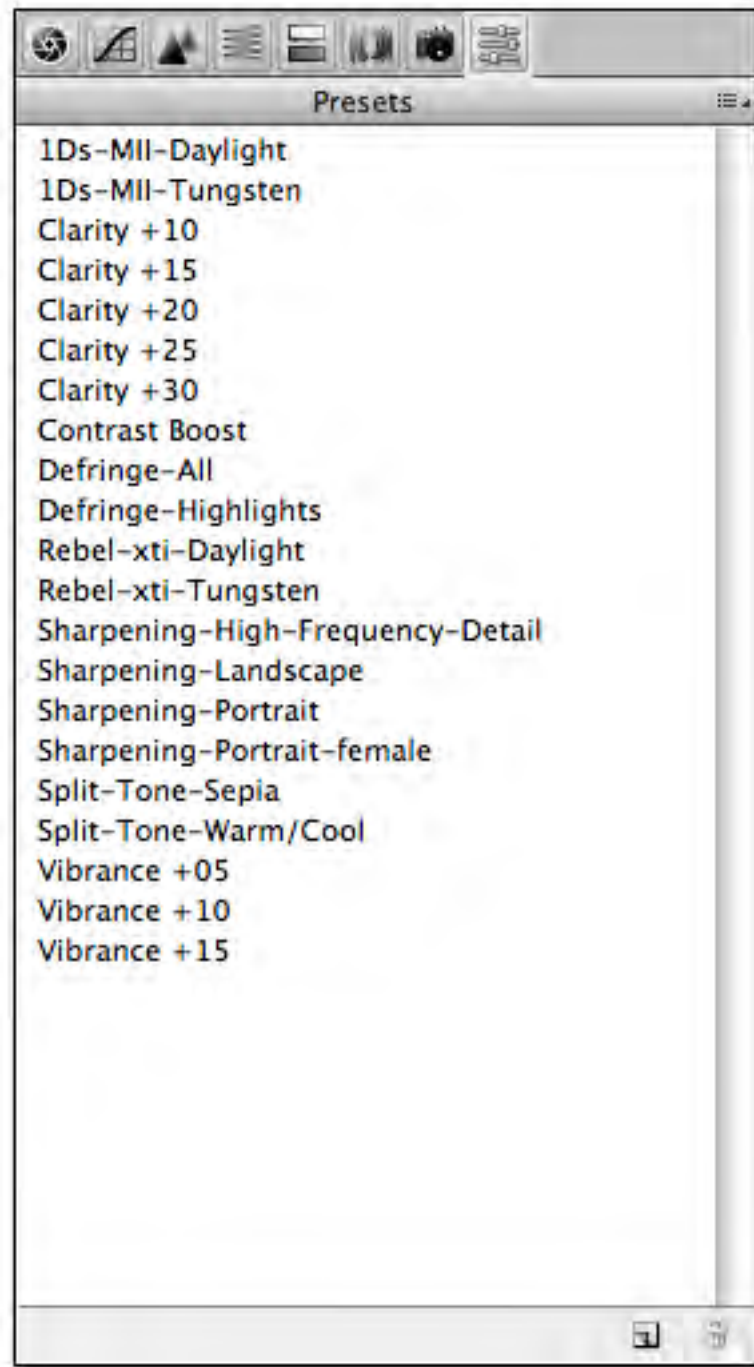 Presets
1Ds-MII-Daylight
1Ds-MII-Tungsten
Clarity +10
Clarity +15
Clarity +20
Clarity +25
Clarity +30
Contrast Boost
Defringe-All
Defringe-Highlights
Rebel-xti-Daylight
Rebel-xti-Tungsten
Sharpening-High-Frequency-Detail
Sharpening-Landscape
Sharpening-Portrait
Sharpening-Portrait-female
Split-Tone-Sepia
Split-Tone-Warm/Cool
Vibrance +05
Vibrance +10
Vibrance +15